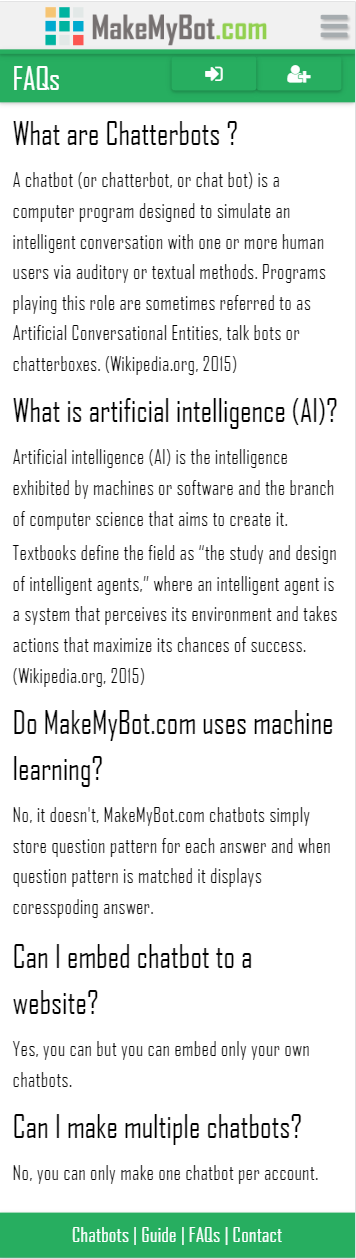 MakeMyBot.com
FAQs
What are Chatterbots ?
A chatbot (or chatterbot, or chat bot) is a
computer program designed to simulate an
intelligent conversation with one or more human
users via auditory or textual methods. Programs
playing this role are sometimes referred to as
Artificial Conversational Entities, talk bots or
chatterboxes. (Wikipedia.org, 2015)
What is artificial intelligence (AI)?
Artificial intelligence (AI) is the intelligence
exhibited by machines or software and the branch
of computer science that aims to create it.
Textbooks define the field as “the study and design
of intelligent agents,” where an intelligent agent is
a system that perceives its environment and takes
actions that maximize its chances of success.
(Wikipedia.org, 2015)
Do MakeMyBot.com uses machine
learning?
No, it doesn't, MakeMyBot.com chatbots simply
store question pattern for each answer and when
question pattern is matched it displays
coresspoding answer.
Can I embed chatbot to a
website?
Yes, you can but you can embed only your own
chatbots.
Can I make multiple chatbots?
No, you can only make one chatbot per account.
Chatbots | Guide | FAQs | Contact